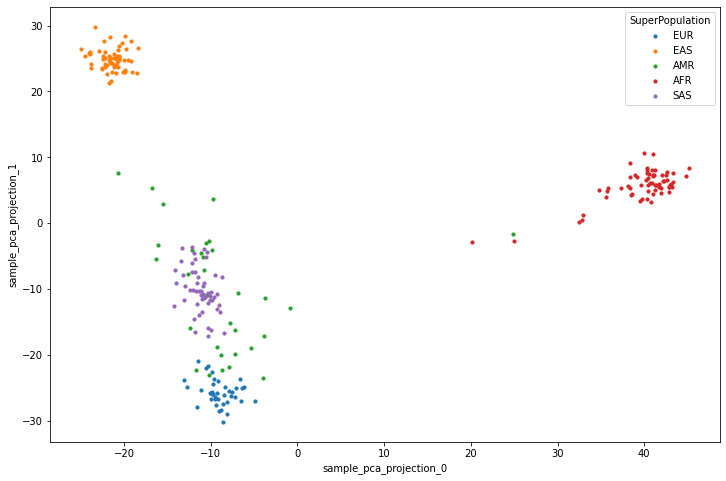 SuperPopulation
EUR
EAS
AMR
AFR
SAS
30
20
10
0
−10
−20
−30
sample_pca_projection_1
−20
−10
0
10
20
30
40
sample_pca_projection_0